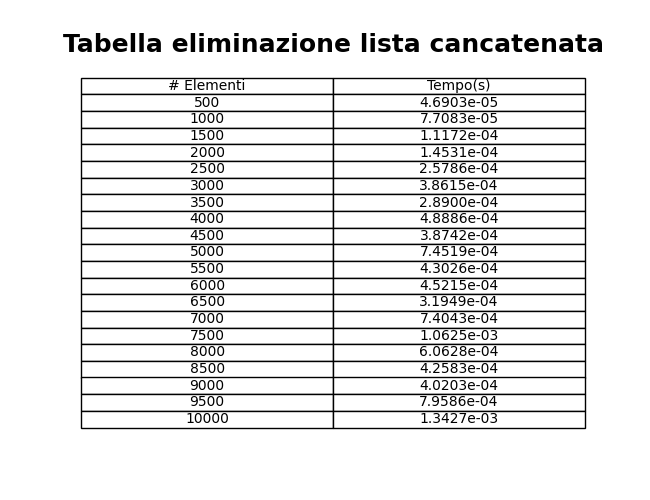 Tabella eliminazione lista cancatenata
# Elementi Tempo(s)
500 4.6903e-05
1000 7.7083e-05
1500 1.1172e-04
2000 1.4531e-04
2500 2.5786e-04
3000 3.8615e-04
3500 2.8900e-04
4000 4.8886e-04
4500 3.8742e-04
5000 7.4519e-04
5500 4.3026e-04
6000 4.5215e-04
6500 3.1949e-04
7000 7.4043e-04
7500 1.0625e-03
8000 6.0628e-04
8500 4.2583e-04
9000 4.0203e-04
9500 7.9586e-04
10000 1.3427e-03